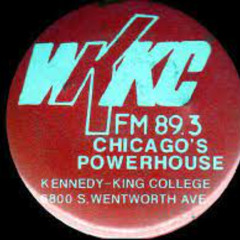 WKKC
FM 89.3
CHICAGO'S
POWERHOUSE
KENNEDY-KING COLLEGE
6800 S. WENTWORTH AVE